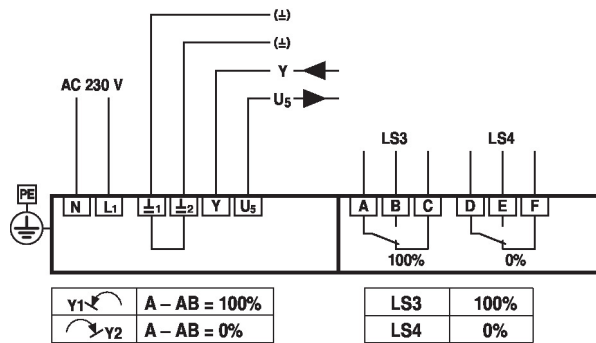 (⊥)
(⊥)
Y
U5
AC 230 V
LS3 LS4
PE
N L1 ⊥1 ⊥2 Y U5 A B C D E F
100% 0%
Y1 A – AB = 100%
Y2 A – AB = 0%
LS3 100%
LS4 0%